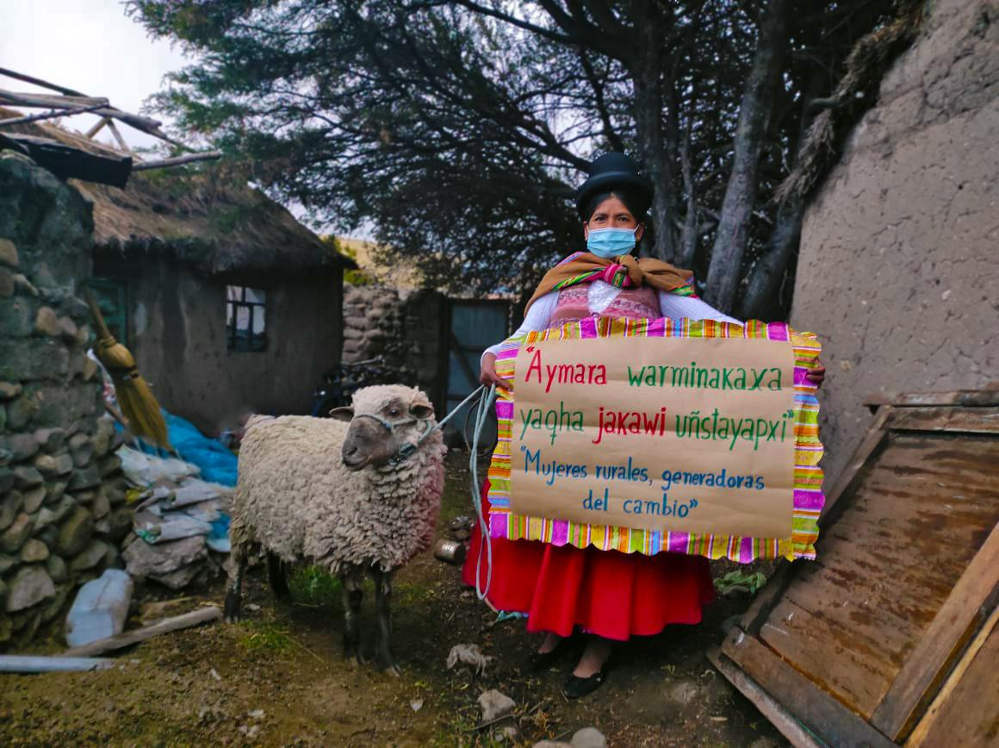 "Aymara warminakaxa
yaqha jakawi uñstayapxi"
"Mujeres rurales, generadoras
del cambio"